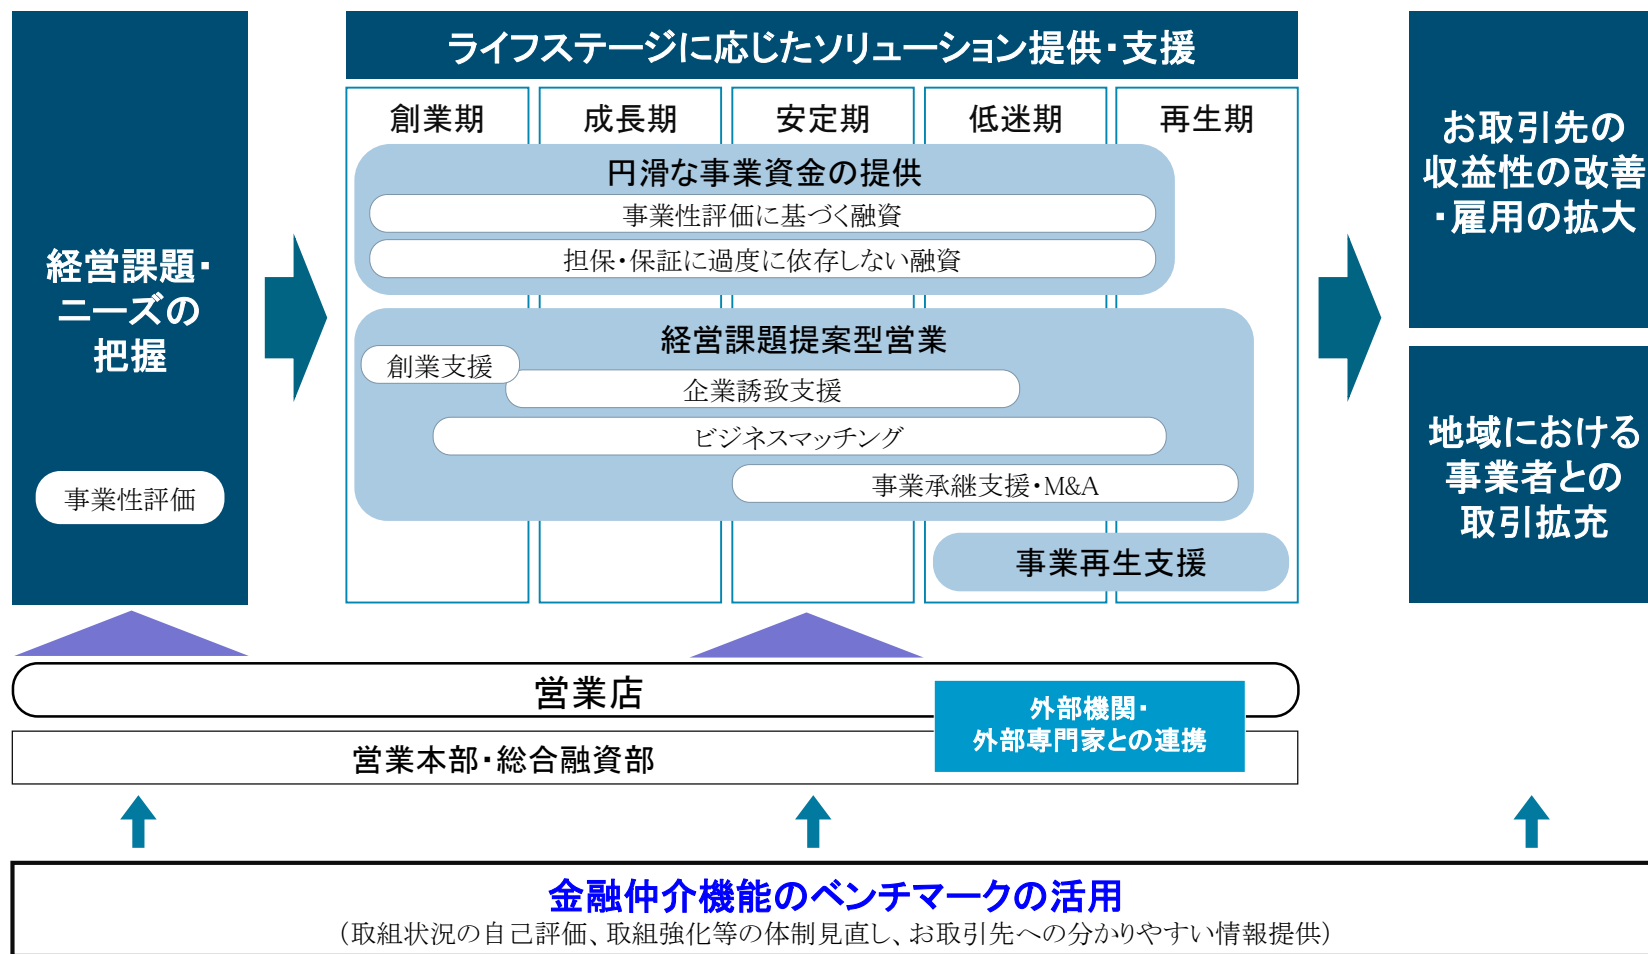 経営課題・
ニーズの
把握
事業性評価
ライフステージに応じたソリューション提供・支援
創業期
成長期
安定期
低迷期
再生期
円滑な事業資金の提供
事業性評価に基づく融資
担保・保証に過度に依存しない融資
経営課題提案型営業
創業支援
企業誘致支援
ビジネスマッチング
事業承継支援・M&A
事業再生支援
お取引先の
収益性の改善
・雇用の拡大
地域における
事業者との
取引拡充
営業店
営業本部・総合融資部
外部機関・
外部専門家との連携
金融仲介機能のベンチマークの活用
（取組状況の自己評価、取組強化等の体制見直し、お取引先への分かりやすい情報提供）